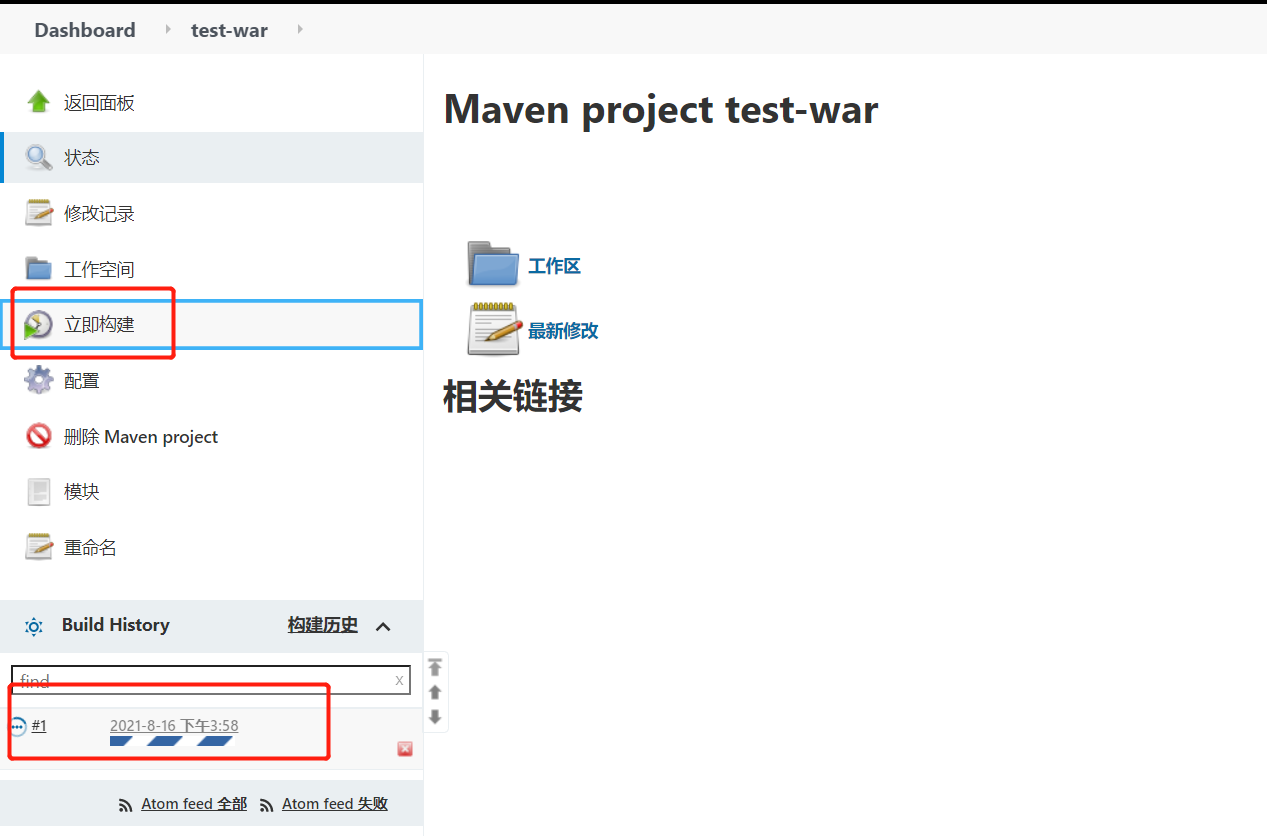 Dashboard test-war
返回面板
状态
修改记录
工作空间
立即构建
配置
删除 Maven project
模块
重命名
Build History 构建历史
find x
#1 2021-8-16 下午3:58
Atom feed 全部 Atom feed 失败
Maven project test-war
工作区
最新修改
相关链接